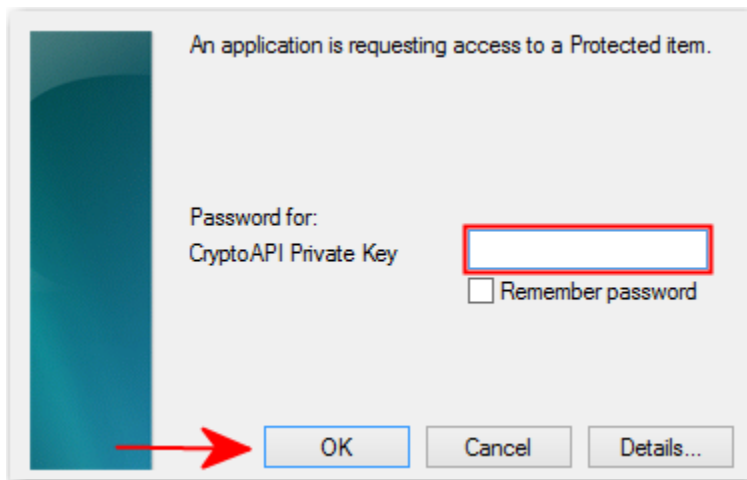 An application is requesting access to a Protected item.
Password for:
CryptoAPI Private Key
Remember password
OK
Cancel
Details...